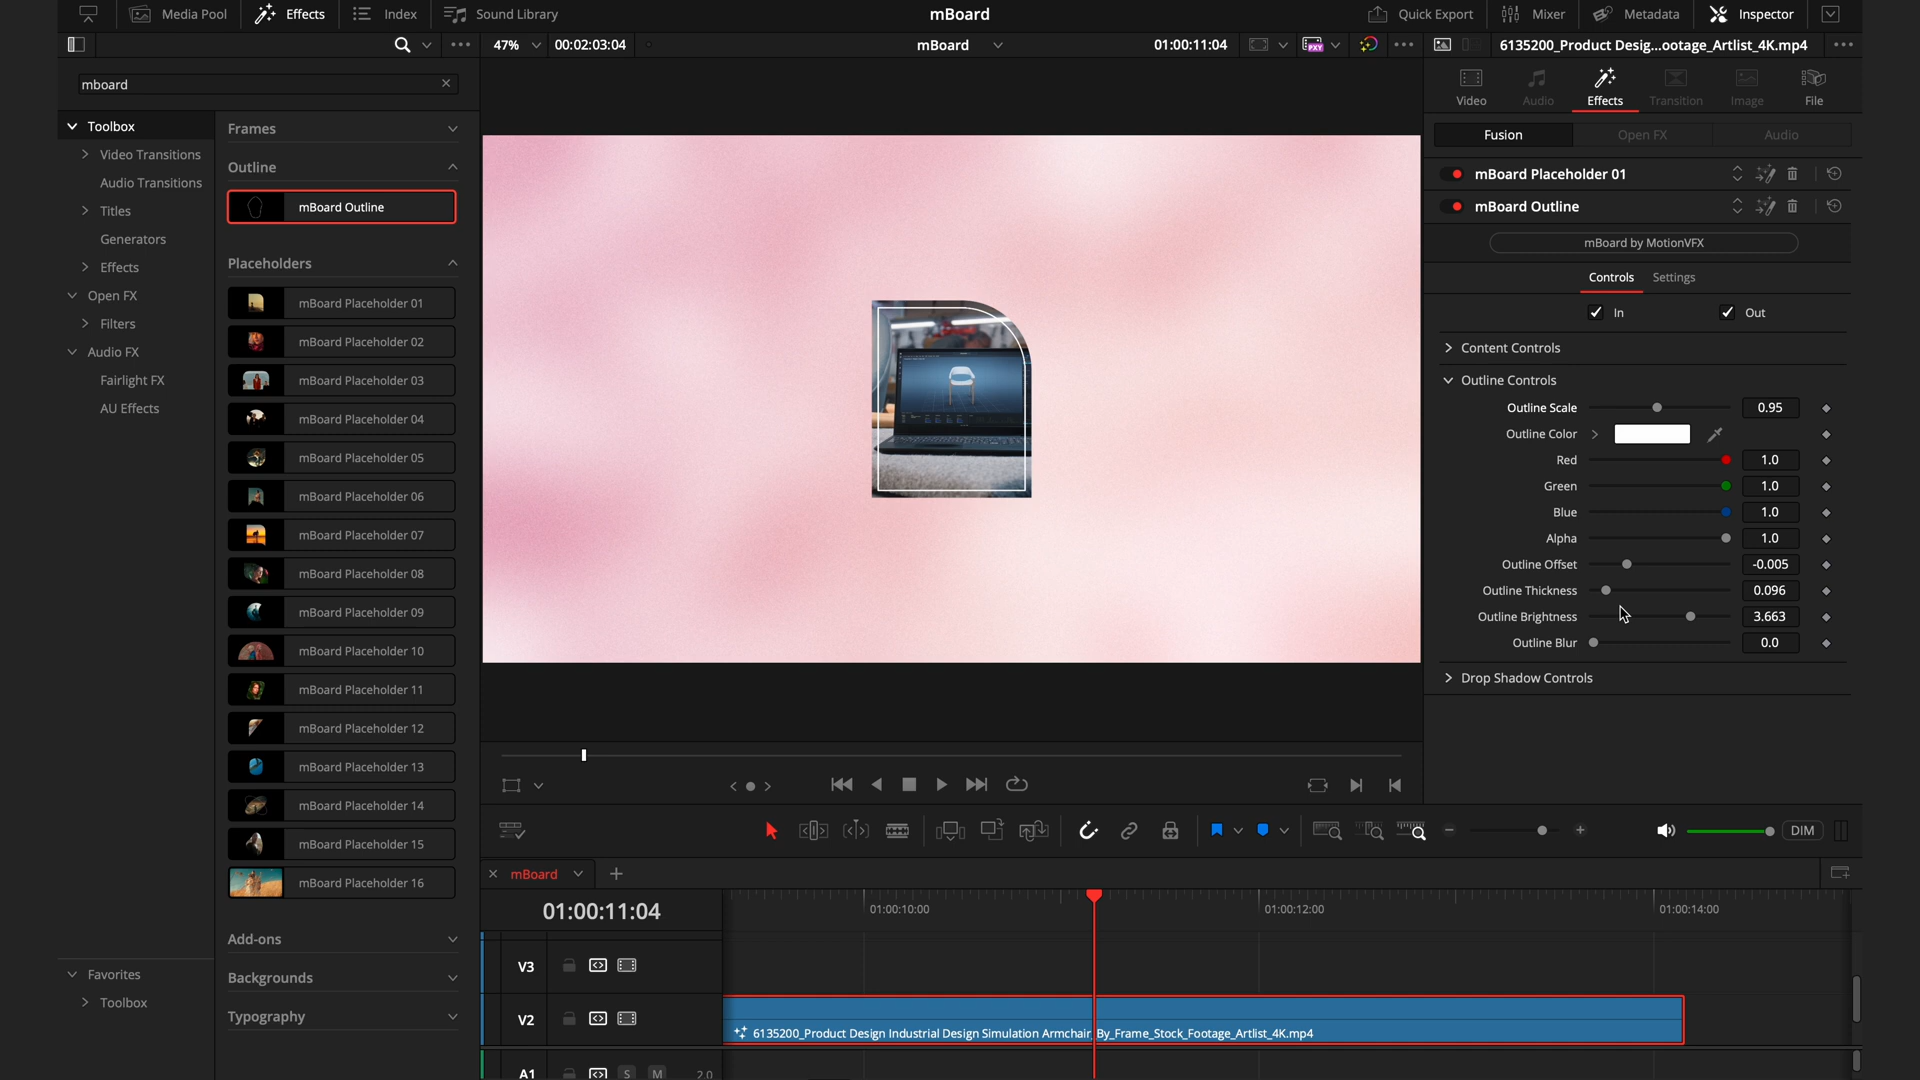 Media Pool
Effects
Index
Sound Library
mBoard
Quick Export
Mixer
Metadata
Inspector
47%
00:02:03:04
mBoard
01:00:11:04
PXY
6135200_Product Desig...ootage_Artlist_4K.mp4
mboard
Video
Audio
Effects
Transition
Image
File
Toolbox
Video Transitions
Audio Transitions
Titles
Generators
Effects
Open FX
Filters
Audio FX
Fairlight FX
AU Effects
Favorites
Toolbox
Frames
Outline
mBoard Outline
Placeholders
mBoard Placeholder 01
mBoard Placeholder 02
mBoard Placeholder 03
mBoard Placeholder 04
mBoard Placeholder 05
mBoard Placeholder 06
mBoard Placeholder 07
mBoard Placeholder 08
mBoard Placeholder 09
mBoard Placeholder 10
mBoard Placeholder 11
mBoard Placeholder 12
mBoard Placeholder 13
mBoard Placeholder 14
mBoard Placeholder 15
mBoard Placeholder 16
Add-ons
Backgrounds
Typography
Fusion
Open FX
Audio
mBoard Placeholder 01
mBoard Outline
mBoard by MotionVFX
Controls
Settings
In
Out
Content Controls
Outline Controls
Outline Scale 0.95
Outline Color
Red 1.0
Green 1.0
Blue 1.0
Alpha 1.0
Outline Offset -0.005
Outline Thickness 0.096
Outline Brightness 3.663
Outline Blur 0.0
Drop Shadow Controls
DIM
mBoard
01:00:11:04
01:00:10:00
01:00:12:00
01:00:14:00
V3
V2
6135200_Product Design Industrial Design Simulation Armchair_By_Frame_Stock_Footage_Artlist_4K.mp4
A1
S
M
2.0